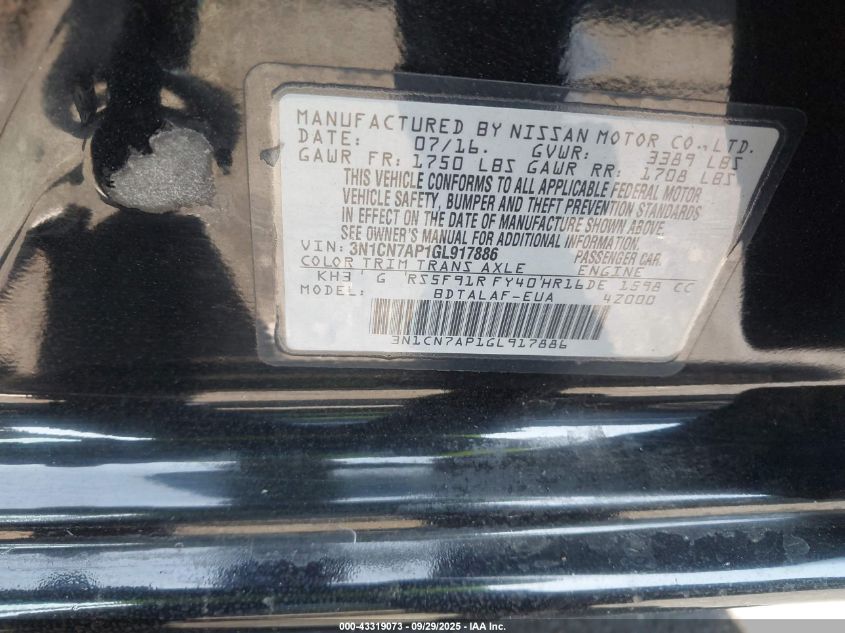 MANUFACTURED BY NISSAN MOTOR CO., LTD.
DATE: 07/16. GVWR: 3389 LBS
GAWR FR: 1750 LBS GAWR RR: 1708 LBS
THIS VEHICLE CONFORMS TO ALL APPLICABLE FEDERAL MOTOR
VEHICLE SAFETY, BUMPER AND THEFT PREVENTION STANDARDS
IN EFFECT ON THE DATE OF MANUFACTURE SHOWN ABOVE.
SEE OWNER'S MANUAL FOR ADDITIONAL INFORMATION.
VIN: 3N1CN7AP1GL917886 PASSENGER CAR.
COLOR TRIM TRANS AXLE ENGINE
KH3' G 'RS5F91R FY40'HR16DE 1598 CC
MODEL: BDTALAF-EUA 4Z000
3N1CN7AP1GL917886
000-43319073 - 09/29/2025 - IAA Inc.